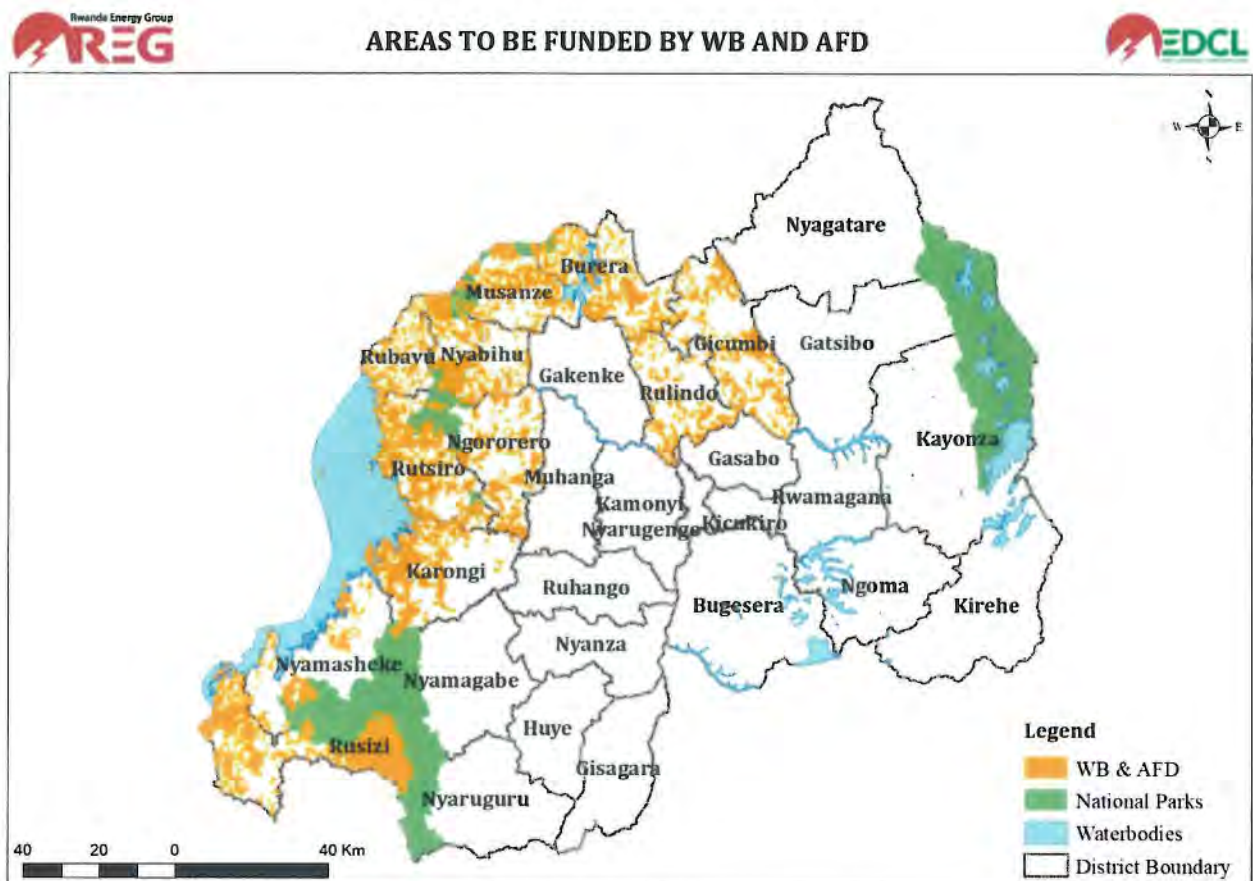 Rwanda Energy Group
REG
AREAS TO BE FUNDED BY WB AND AFD
EDCL
W E
Nyagatare
Burera
Musanze
Gicumbi
Gatsibo
Rubavu
Nyabihu
Gakenke
Rulindo
Kayonza
Ngororero
Gasabo
Rutsiro
Muhanga
Rwamagana
Kamonyi
Nyarugengo
Kicukiro
Karongi
Ruhango
Ngoma
Bugesera
Kirehe
Nyanza
Nyamasheke
Nyamagabe
Huye
Rusizi
Gisagara
Nyaruguru
Legend
WB & AFD
National Parks
Waterbodies
District Boundary
40 20 0 40 Km